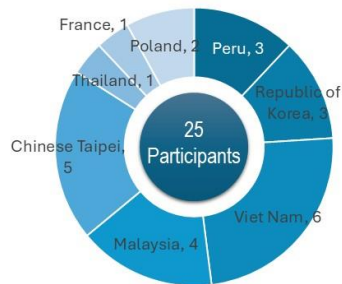 France, 1
Poland, 2
Peru, 3
Thailand, 1
Republic of
Korea, 3
Chinese Taipei,
5
25
Participants
Viet Nam, 6
Malaysia, 4